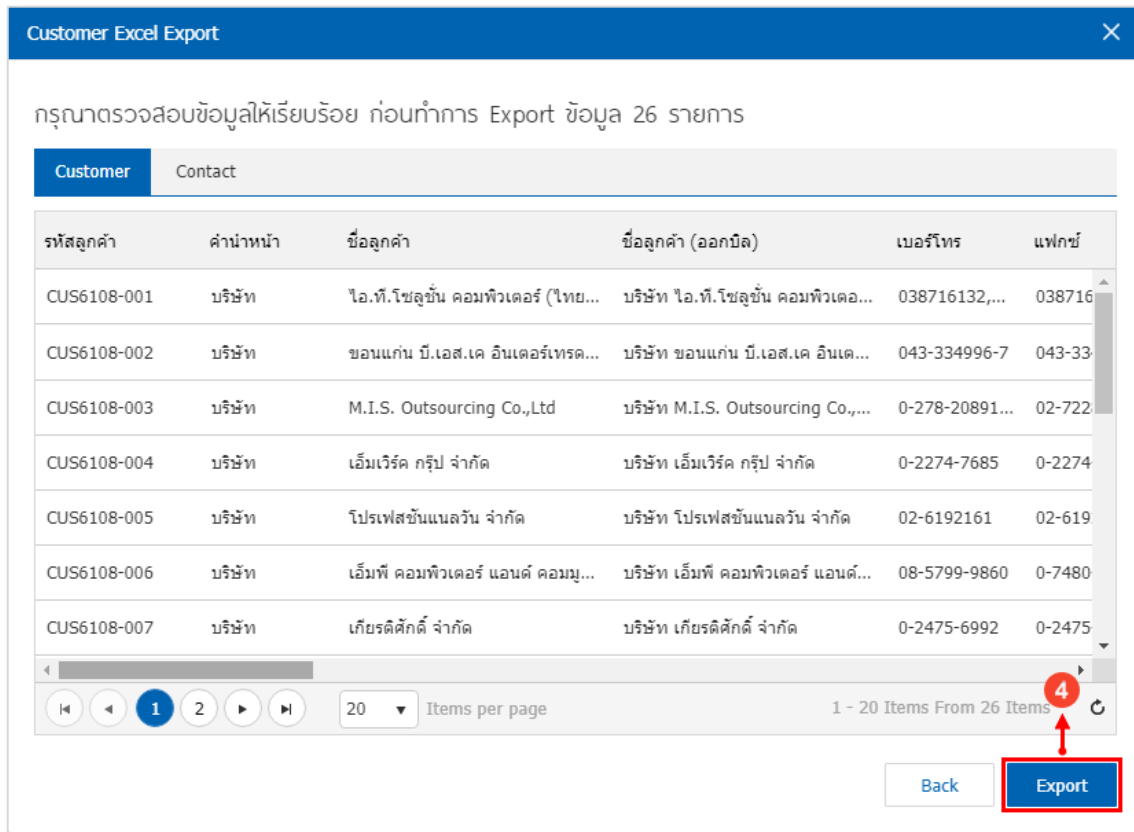 Customer Excel Export
กรุณาตรวจสอบข้อมูลให้เรียบร้อย ก่อนทำการ Export ข้อมูล 26 รายการ
Customer Contact
รหัสลูกค้า คำนำหน้า ชื่อลูกค้า ชื่อลูกค้า (ออกบิล) เบอร์โทร แฟกซ์
CUS6108-001 บริษัท ไอ.ที.โซลูชั่น คอมพิวเตอร์ (ไทย... บริษัท ไอ.ที.โซลูชั่น คอมพิวเตอ... 038716132,... 038716
CUS6108-002 บริษัท ขอนแก่น บี.เอส.เค อินเตอร์เทรด... บริษัท ขอนแก่น บี.เอส.เค อินเต... 043-334996-7 043-33
CUS6108-003 บริษัท M.I.S. Outsourcing Co.,Ltd บริษัท M.I.S. Outsourcing Co.,... 0-278-20891... 02-722
CUS6108-004 บริษัท เอ็มเวิร์ค กรุ๊ป จำกัด บริษัท เอ็มเวิร์ค กรุ๊ป จำกัด 0-2274-7685 0-2274
CUS6108-005 บริษัท โปรเฟสชันแนลวัน จำกัด บริษัท โปรเฟสชันแนลวัน จำกัด 02-6192161 02-619
CUS6108-006 บริษัท เอ็มพี คอมพิวเตอร์ แอนด์ คอมมู... บริษัท เอ็มพี คอมพิวเตอร์ แอนด์... 08-5799-9860 0-7480
CUS6108-007 บริษัท เกียรติศักดิ์ จำกัด บริษัท เกียรติศักดิ์ จำกัด 0-2475-6992 0-2475
1 2 20 Items per page 1 - 20 Items From 26 Items
4
Back Export